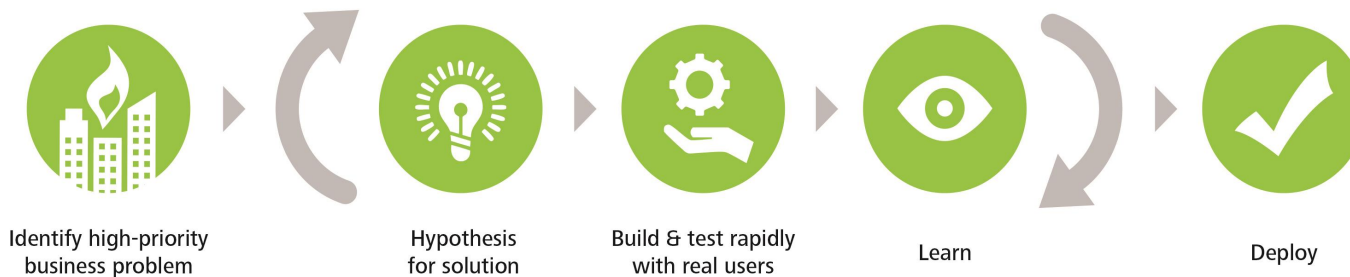 Identify high-priority
business problem
Hypothesis
for solution
Build & test rapidly
with real users
Learn
Deploy